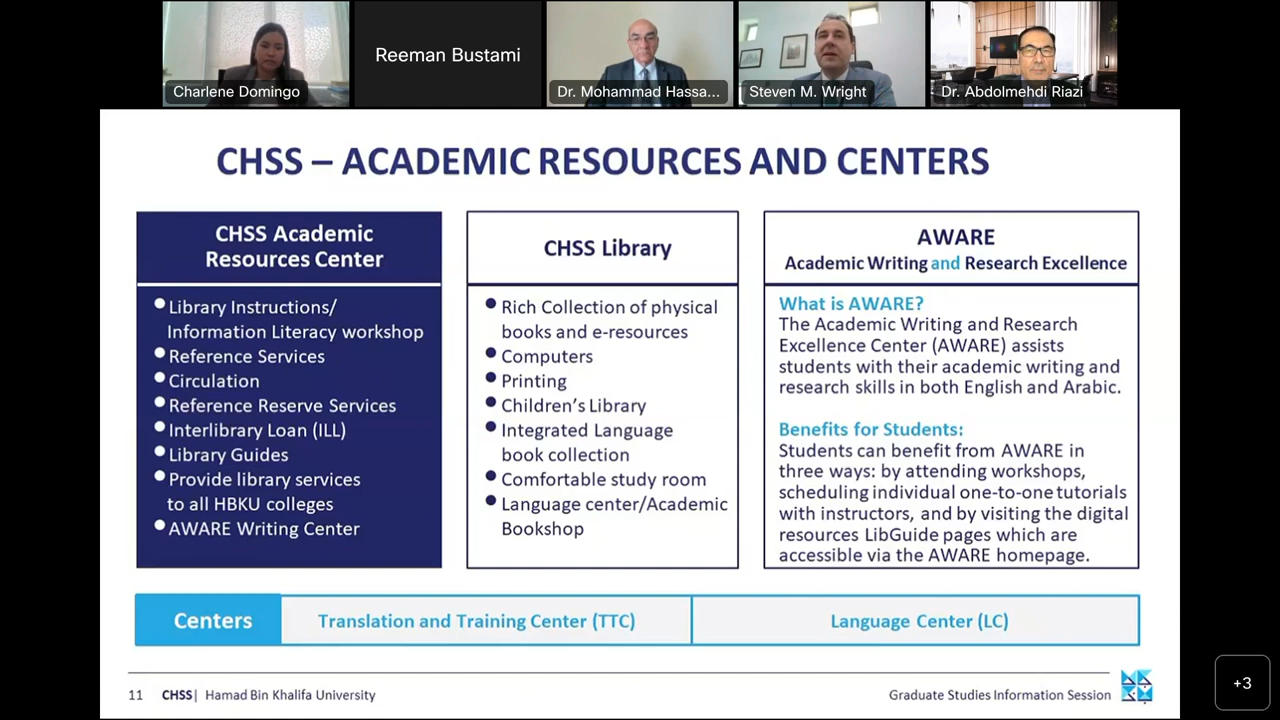 Reeman Bustami
Charlene Domingo
Dr. Mohammad Hassa...
Steven M. Wright
Dr. Abdolmehdi Riazi
CHSS – ACADEMIC RESOURCES AND CENTERS
CHSS Academic
Resources Center
Library Instructions/
Information Literacy workshop
Reference Services
Circulation
Reference Reserve Services
Interlibrary Loan (ILL)
Library Guides
Provide library services
to all HBKU colleges
AWARE Writing Center
CHSS Library
Rich Collection of physical
books and e-resources
Computers
Printing
Children's Library
Integrated Language
book collection
Comfortable study room
Language center/Academic
Bookshop
AWARE
Academic Writing and Research Excellence
What is AWARE?
The Academic Writing and Research
Excellence Center (AWARE) assists
students with their academic writing and
research skills in both English and Arabic.
Benefits for Students:
Students can benefit from AWARE in
three ways: by attending workshops,
scheduling individual one-to-one tutorials
with instructors, and by visiting the digital
resources LibGuide pages which are
accessible via the AWARE homepage.
Centers
Translation and Training Center (TTC)
Language Center (LC)
11 CHSS| Hamad Bin Khalifa University
Graduate Studies Information Session
+3